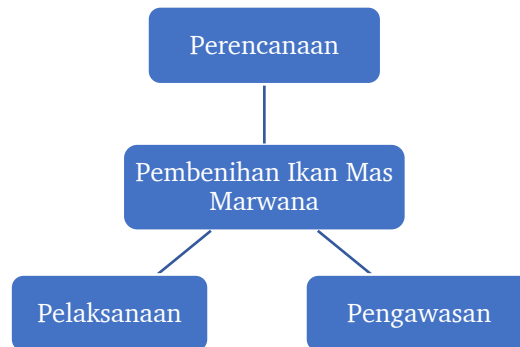 Perencanaan
Pembenihan Ikan Mas
Marwana
Pelaksanaan
Pengawasan